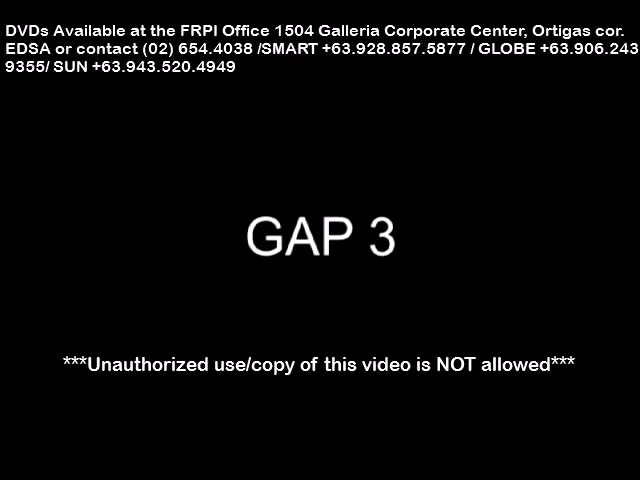 DVDs Available at the FRPI Office 1504 Galleria Corporate Center, Ortigas cor.
EDSA or contact (02) 654.4038 /SMART +63.928.857.5877 / GLOBE +63.906.243
9355/ SUN +63.943.520.4949
GAP 3
***Unauthorized use/copy of this video is NOT allowed***